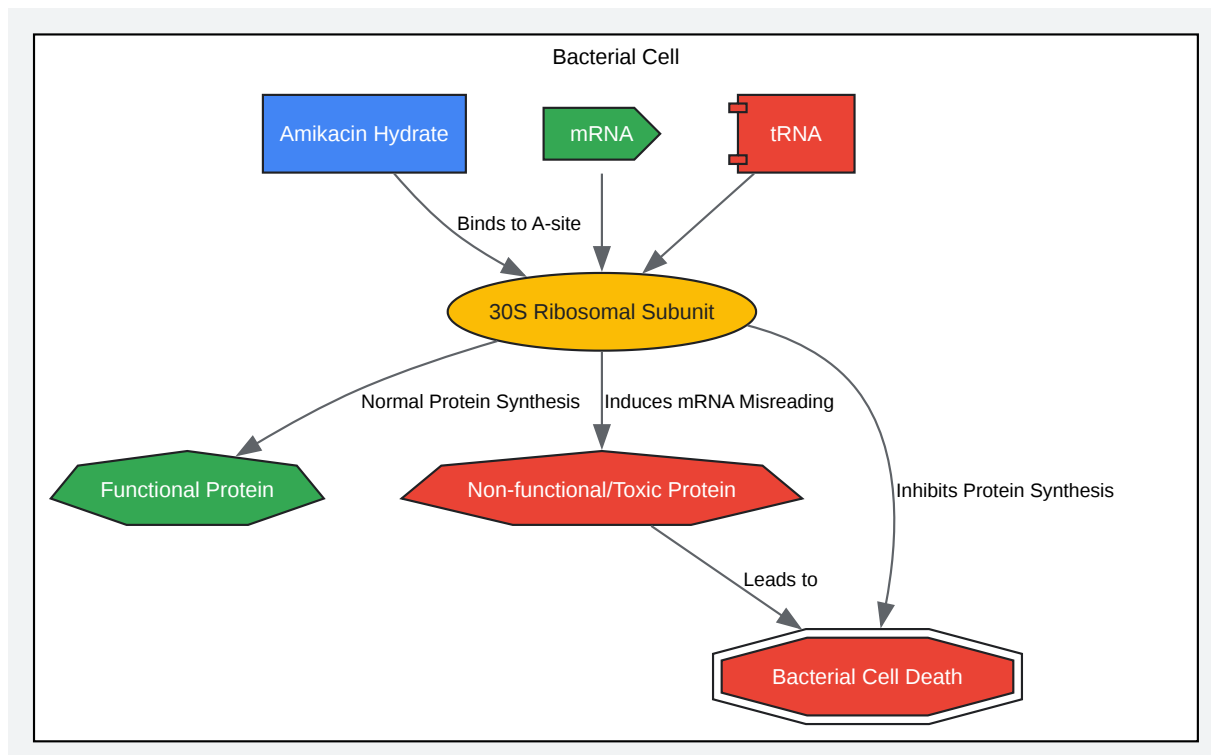 Bacterial Cell
Amikacin Hydrate
mRNA
tRNA
Binds to A-site
30S Ribosomal Subunit
Normal Protein Synthesis
Induces mRNA Misreading
Functional Protein
Non-functional/Toxic Protein
Inhibits Protein Synthesis
Leads to
Bacterial Cell Death